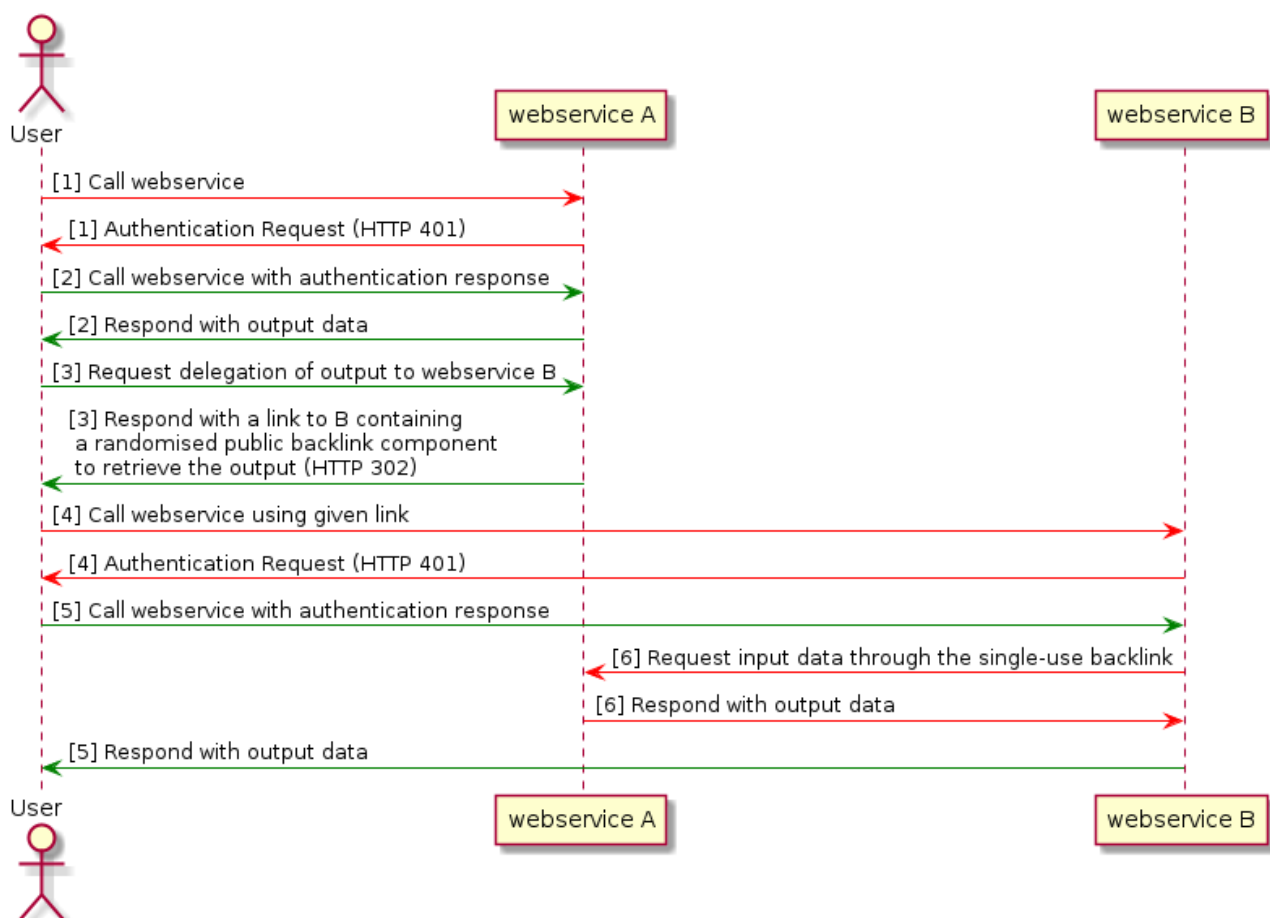 User
webservice A
webservice B
[1] Call webservice
[1] Authentication Request (HTTP 401)
[2] Call webservice with authentication response
[2] Respond with output data
[3] Request delegation of output to webservice B
[3] Respond with a link to B containing
a randomised public backlink component
to retrieve the output (HTTP 302)
[4] Call webservice using given link
[4] Authentication Request (HTTP 401)
[5] Call webservice with authentication response
[6] Request input data through the single-use backlink
[6] Respond with output data
[5] Respond with output data
User
webservice A
webservice B